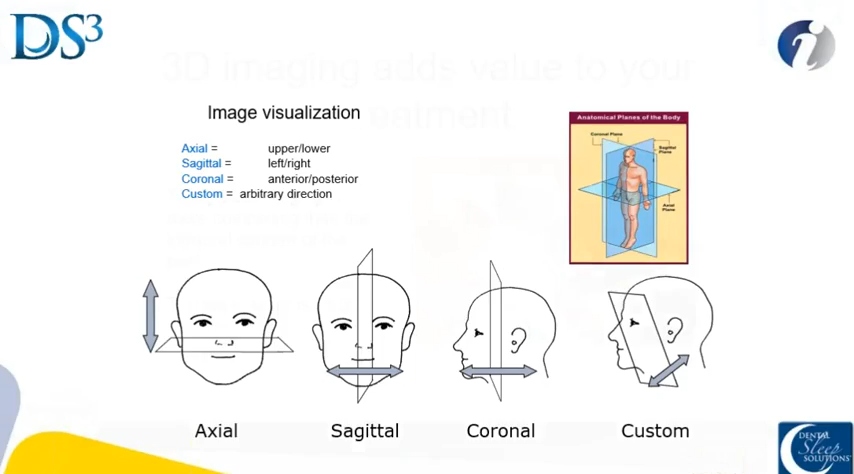 DS3
i
3D imaging adds value to your
eatment
Image visualization
Axial = upper/lower
Sagittal = left/right
Coronal = anterior/posterior
Custom = arbitrary direction
Anatomical Planes of the Body
Coronal Plane
Sagittal
Plane
Axial
Plane
Axial Sagittal Coronal Custom
DENTAL
Sleep
SOLUTIONS